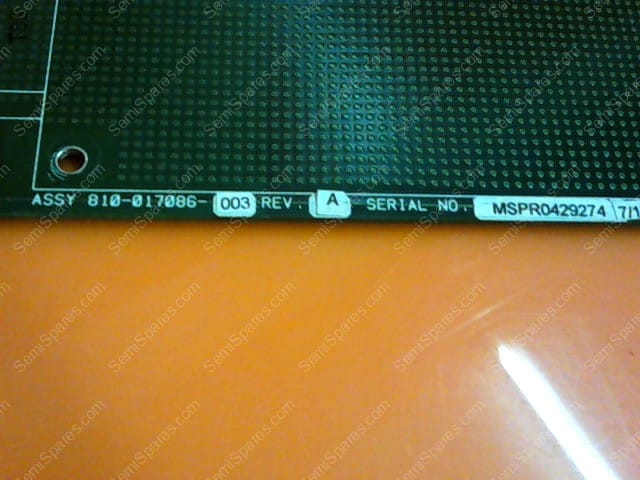 ASSY 810-017086- 003 REV. A SERIAL NO. MSPR0429274
SemiSpares.com